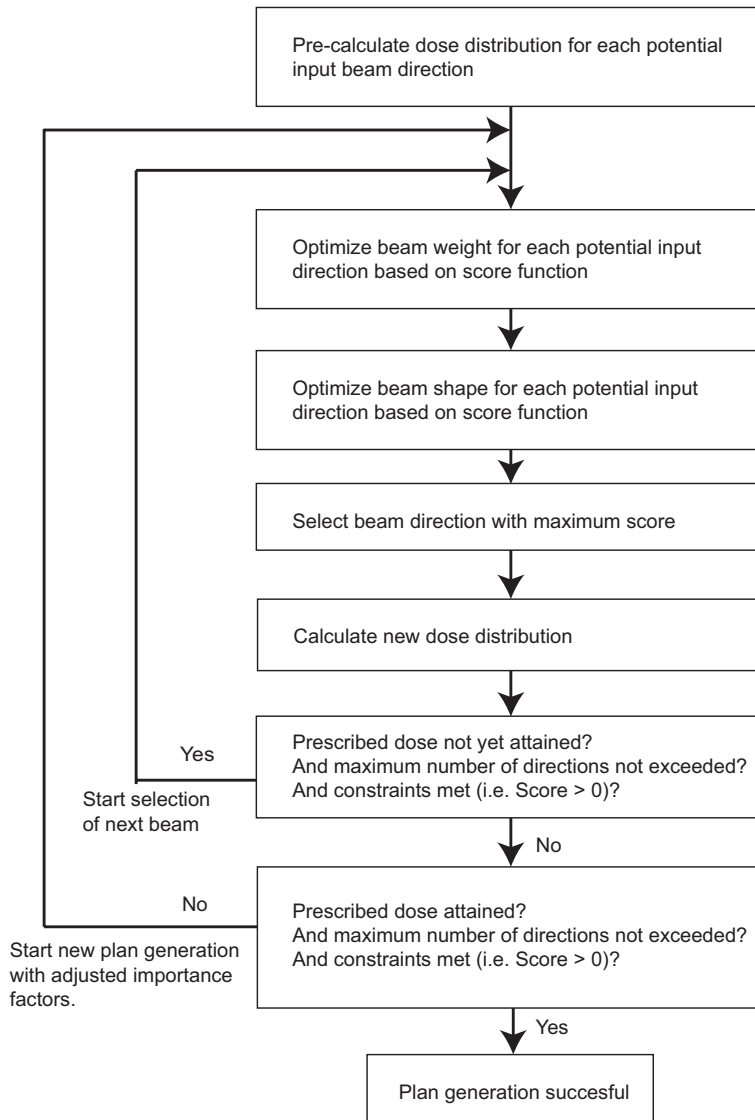 Pre-calculate dose distribution for each potential
input beam direction
Optimize beam weight for each potential input
direction based on score function
Optimize beam shape for each potential input
direction based on score function
Select beam direction with maximum score
Calculate new dose distribution
Yes
Start selection
of next beam
Prescribed dose not yet attained?
And maximum number of directions not exceeded?
And constraints met (i.e. Score > 0)?
No
No
Start new plan generation
with adjusted importance
factors.
Prescribed dose attained?
And maximum number of directions not exceeded?
And constraints met (i.e. Score > 0)?
Yes
Plan generation succesful